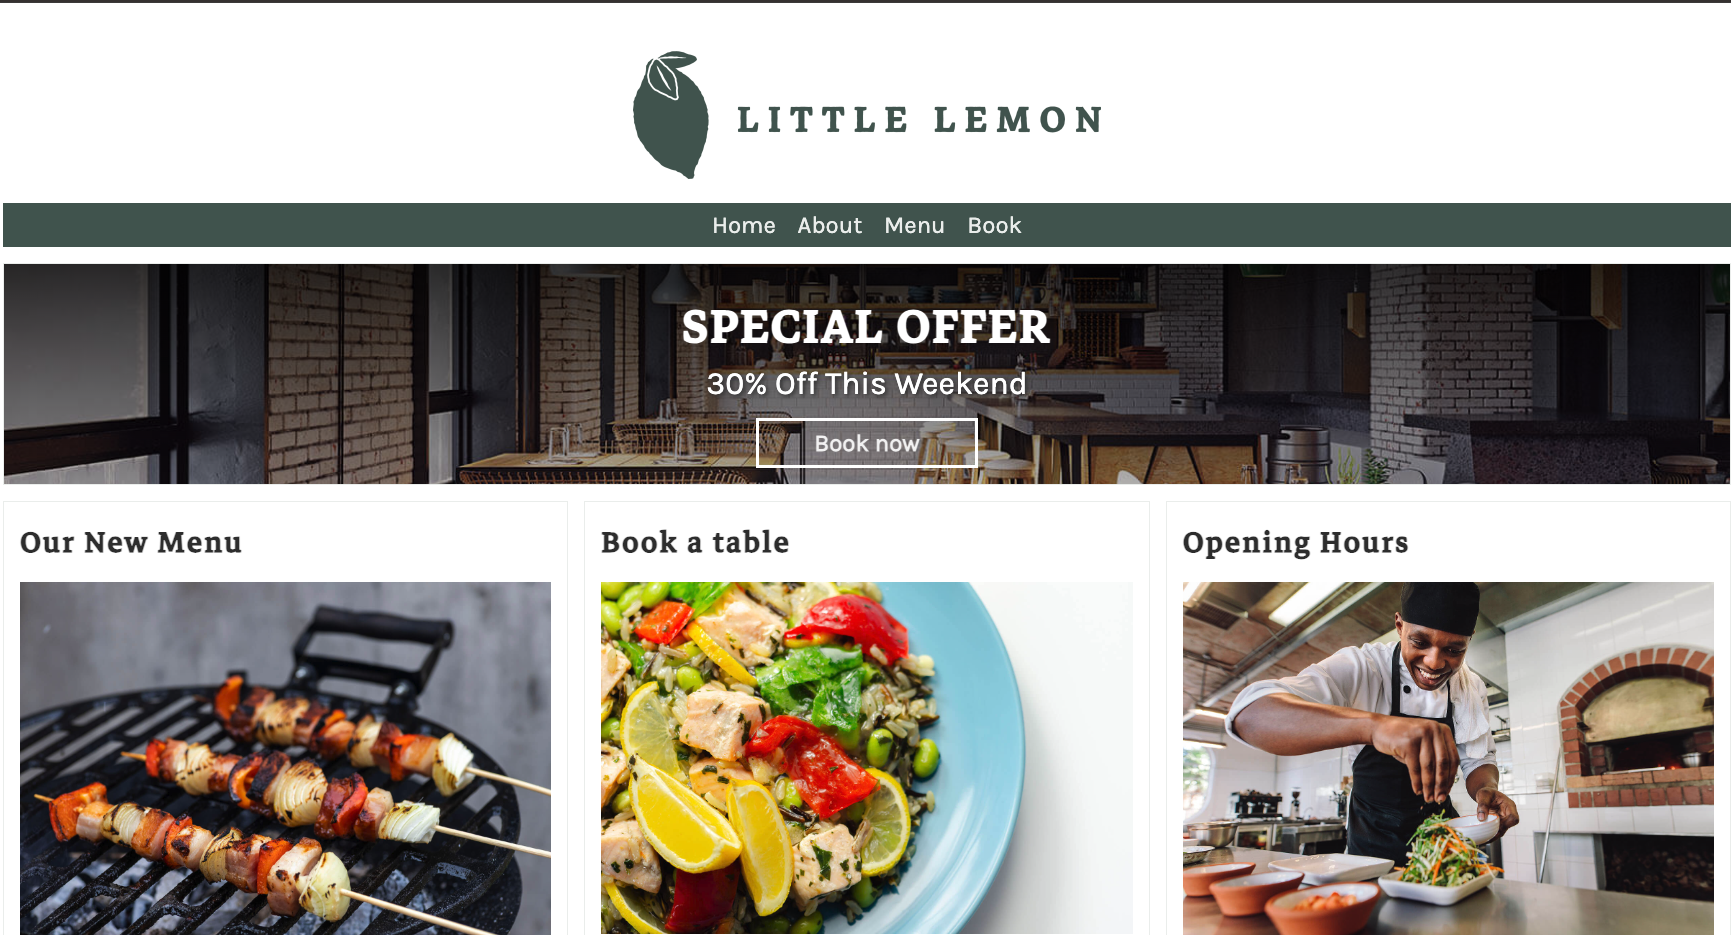 LITTLE LEMON
Home About Menu Book
SPECIAL OFFER
30% Off This Weekend
Book now
Our New Menu
Book a table
Opening Hours